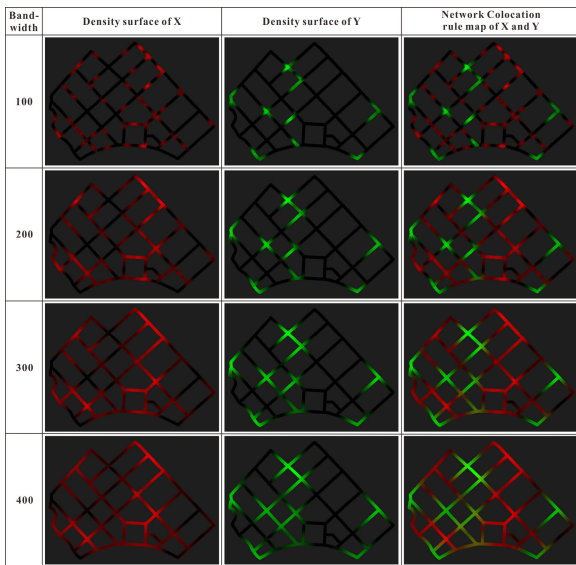 Band-
width
Density surface of X
Density surface of Y
Network Colocation
rule map of X and Y
100
200
300
400